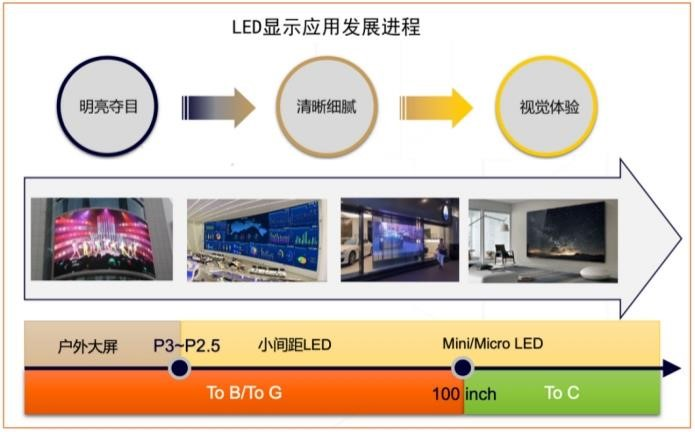 LED显示应用发展进程
明亮夺目
清晰细腻
视觉体验
户外大屏
P3~P2.5
小间距LED
Mini/Micro LED
To B/To G
100 inch
To C